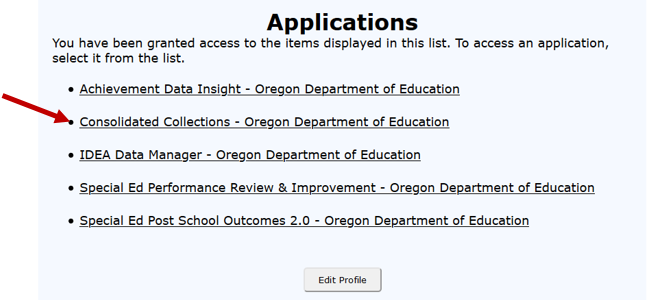 Applications
You have been granted access to the items displayed in this list. To access an application,
select it from the list.
• Achievement Data Insight - Oregon Department of Education
• Consolidated Collections - Oregon Department of Education
• IDEA Data Manager - Oregon Department of Education
• Special Ed Performance Review & Improvement - Oregon Department of Education
• Special Ed Post School Outcomes 2.0 - Oregon Department of Education
Edit Profile